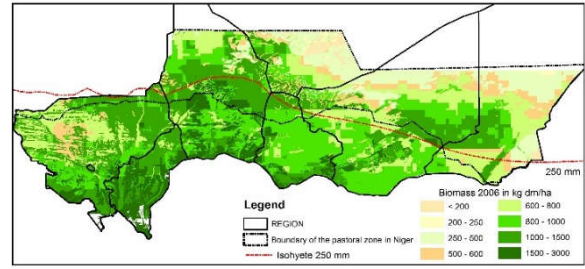 250 mm
Legend
REGION
Boundary of the pastoral zone in Niger
Isohyete 250 mm
Biomass 2006 in kg dm/ha
< 200
200 - 250
250 - 500
500 - 600
600 - 800
800 - 1000
1000 - 1500
1500 - 3000